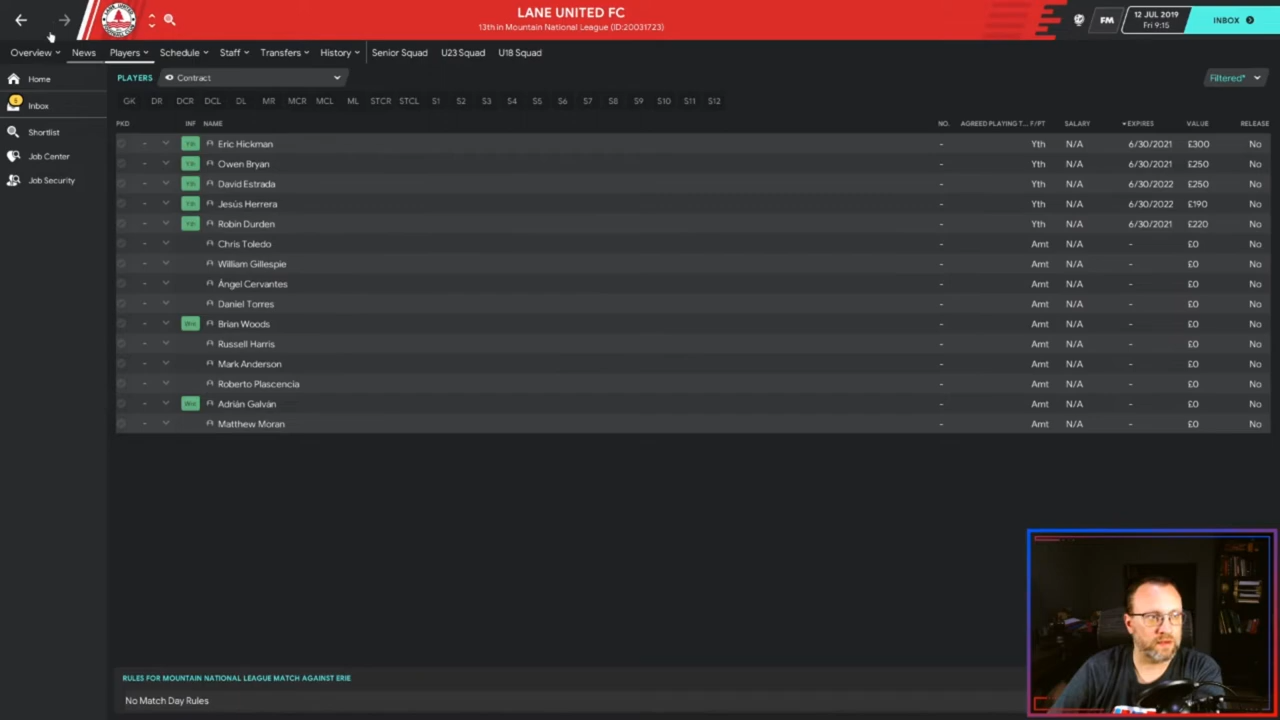 LANE UNITED FC
13th in Mountain National League (ID:20031723)
FM
12 JUL 2019
Fri 9:15
INBOX
Overview News Players Schedule Staff Transfers History Senior Squad U23 Squad U18 Squad
Home
Inbox
Shortlist
Job Center
Job Security
PLAYERS Contract Filtered*
GK DR DCR DCL DL MR MCR MCL ML STCR STCL S1 S2 S3 S4 S5 S6 S7 S8 S9 S10 S11 S12
PKD INF NAME NO. AGREED PLAYING T... F/PT SALARY EXPIRES VALUE RELEASE
- Yth Eric Hickman - Yth N/A 6/30/2021 £300 No
- Yth Owen Bryan - Yth N/A 6/30/2021 £250 No
- Yth David Estrada - Yth N/A 6/30/2022 £250 No
- Yth Jesús Herrera - Yth N/A 6/30/2022 £190 No
- Yth Robin Durden - Yth N/A 6/30/2021 £220 No
- Chris Toledo - Amt N/A - £0 No
- William Gillespie - Amt N/A - £0 No
- Ángel Cervantes - Amt N/A - £0 No
- Daniel Torres - Amt N/A - £0 No
- Brian Woods - Amt N/A - £0 No
- Russell Harris - Amt N/A - £0 No
- Mark Anderson - Amt N/A - £0 No
- Roberto Plascencia - Amt N/A - £0 No
- Adrián Galván - Amt N/A - £0 No
- Matthew Moran - Amt N/A - £0 No
RULES FOR MOUNTAIN NATIONAL LEAGUE MATCH AGAINST ERIE
No Match Day Rules